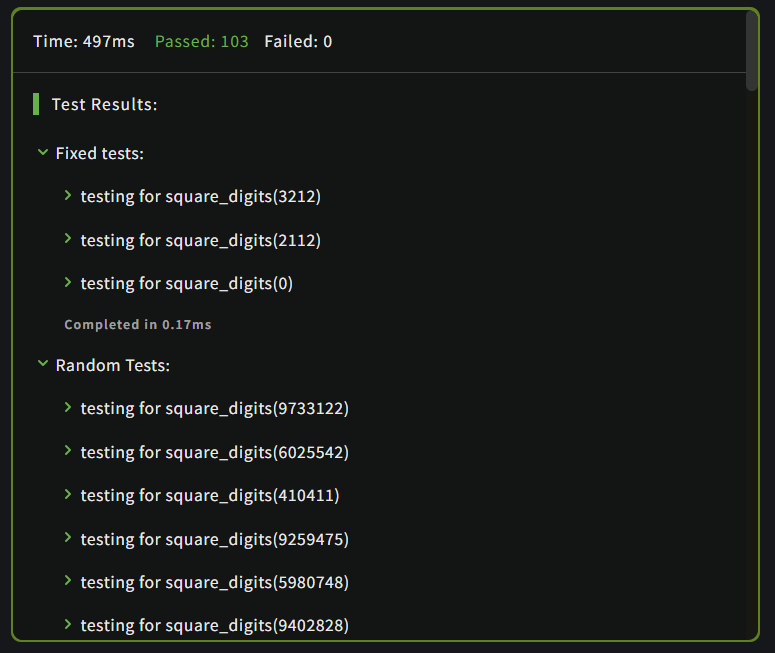 Time: 497ms Passed: 103 Failed: 0
Test Results:
Fixed tests:
testing for square_digits(3212)
testing for square_digits(2112)
testing for square_digits(0)
Completed in 0.17ms
Random Tests:
testing for square_digits(9733122)
testing for square_digits(6025542)
testing for square_digits(410411)
testing for square_digits(9259475)
testing for square_digits(5980748)
testing for square_digits(9402828)